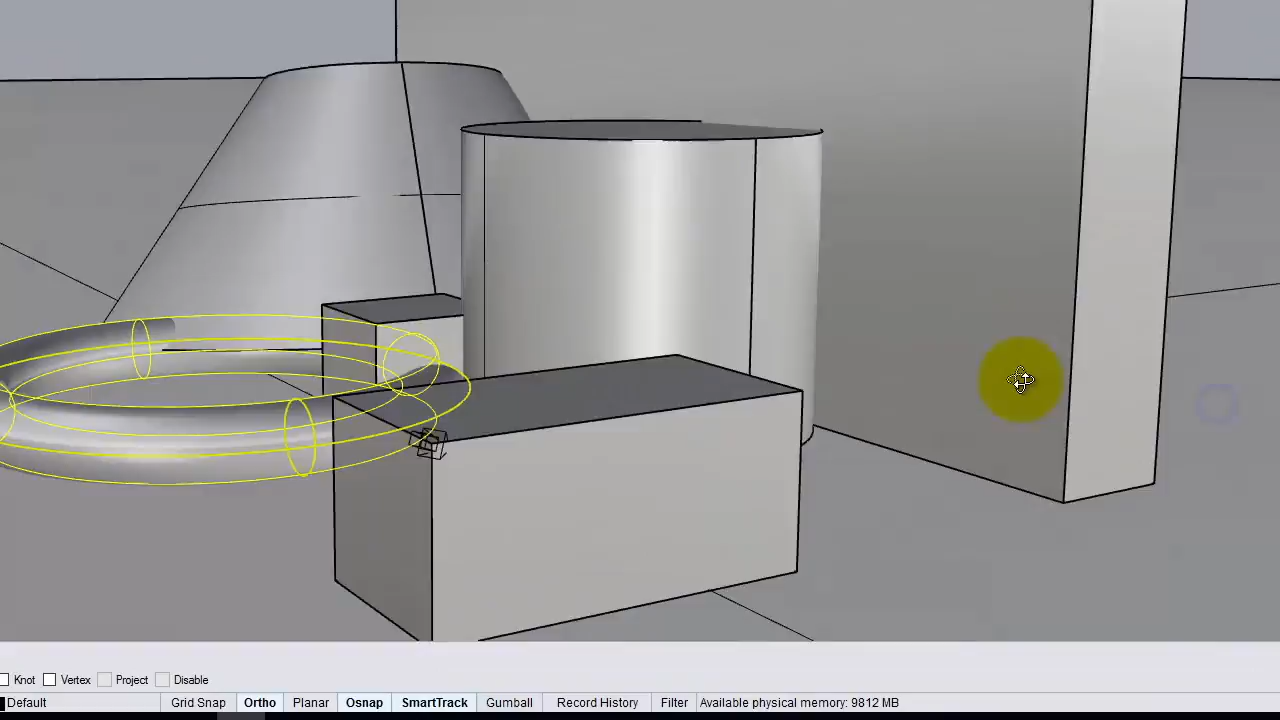 Knot Vertex Project Disable
Default Grid Snap Ortho Planar Osnap SmartTrack Gumball Record History Filter Available physical memory: 9812 MB